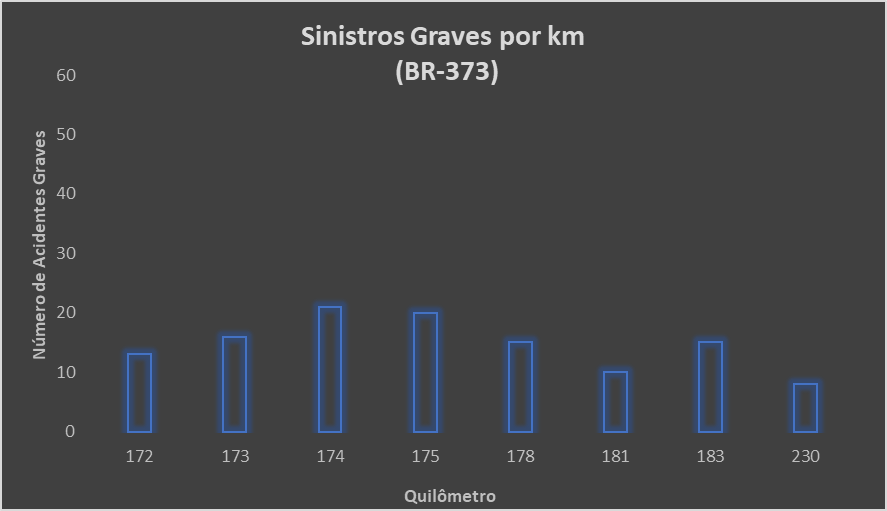 Sinistros Graves por km
(BR-373)
60
50
40
30
20
10
0
Número de Acidentes Graves
172 173 174 175 178 181 183 230
Quilômetro